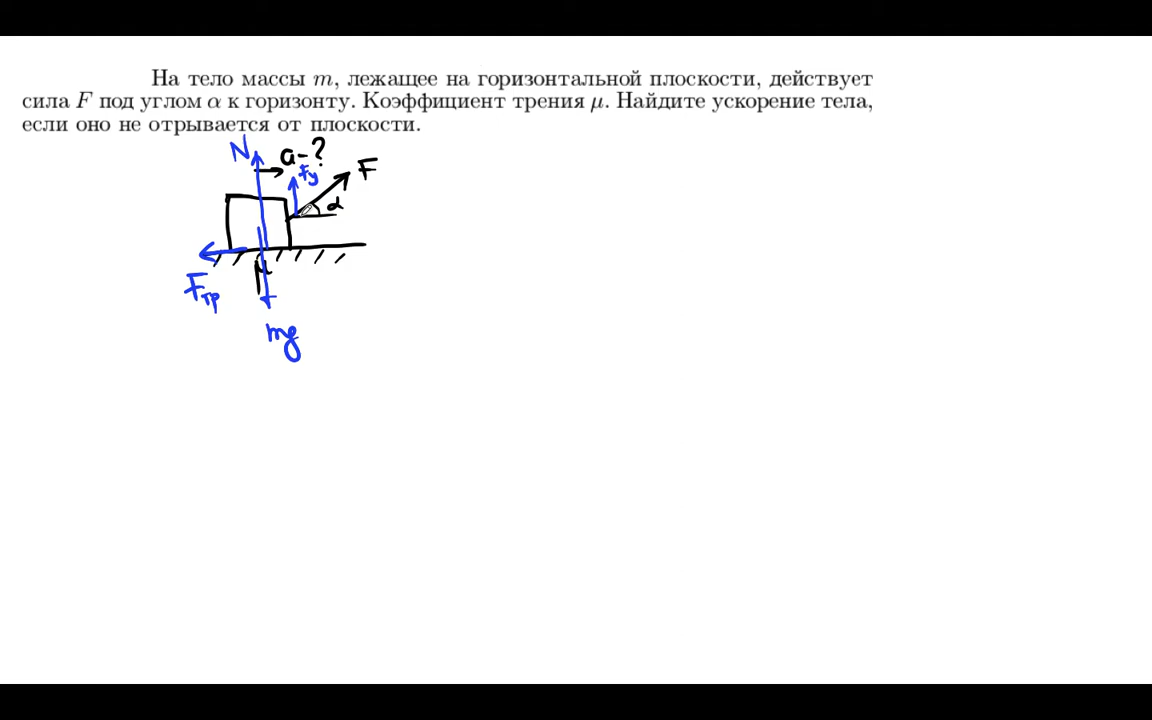 На тело массы m, лежащее на горизонтальной плоскости, действует
сила F под углом α к горизонту. Коэффициент трения μ. Найдите ускорение тела,
если оно не отрывается от плоскости.
N
a-?
Fy
F
α
μ
Fтр
mg